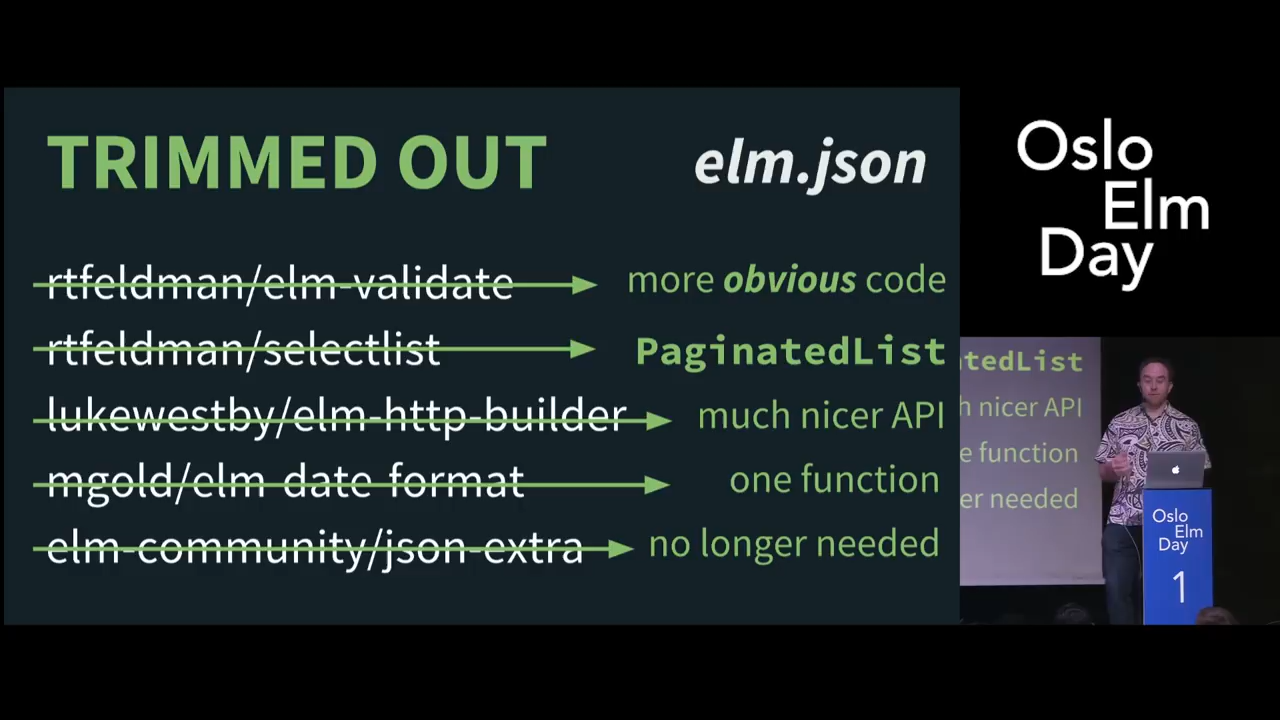 TRIMMED OUT
elm.json
rtfeldman/elm-validate
more obvious code
rtfeldman/selectlist
PaginatedList
lukewestby/elm-http-builder
much nicer API
mgold/elm-date-format
one function
elm-community/json-extra
no longer needed
Oslo
Elm
Day
atedList
h nicer API
e function
er needed
Oslo
Elm
Day
1